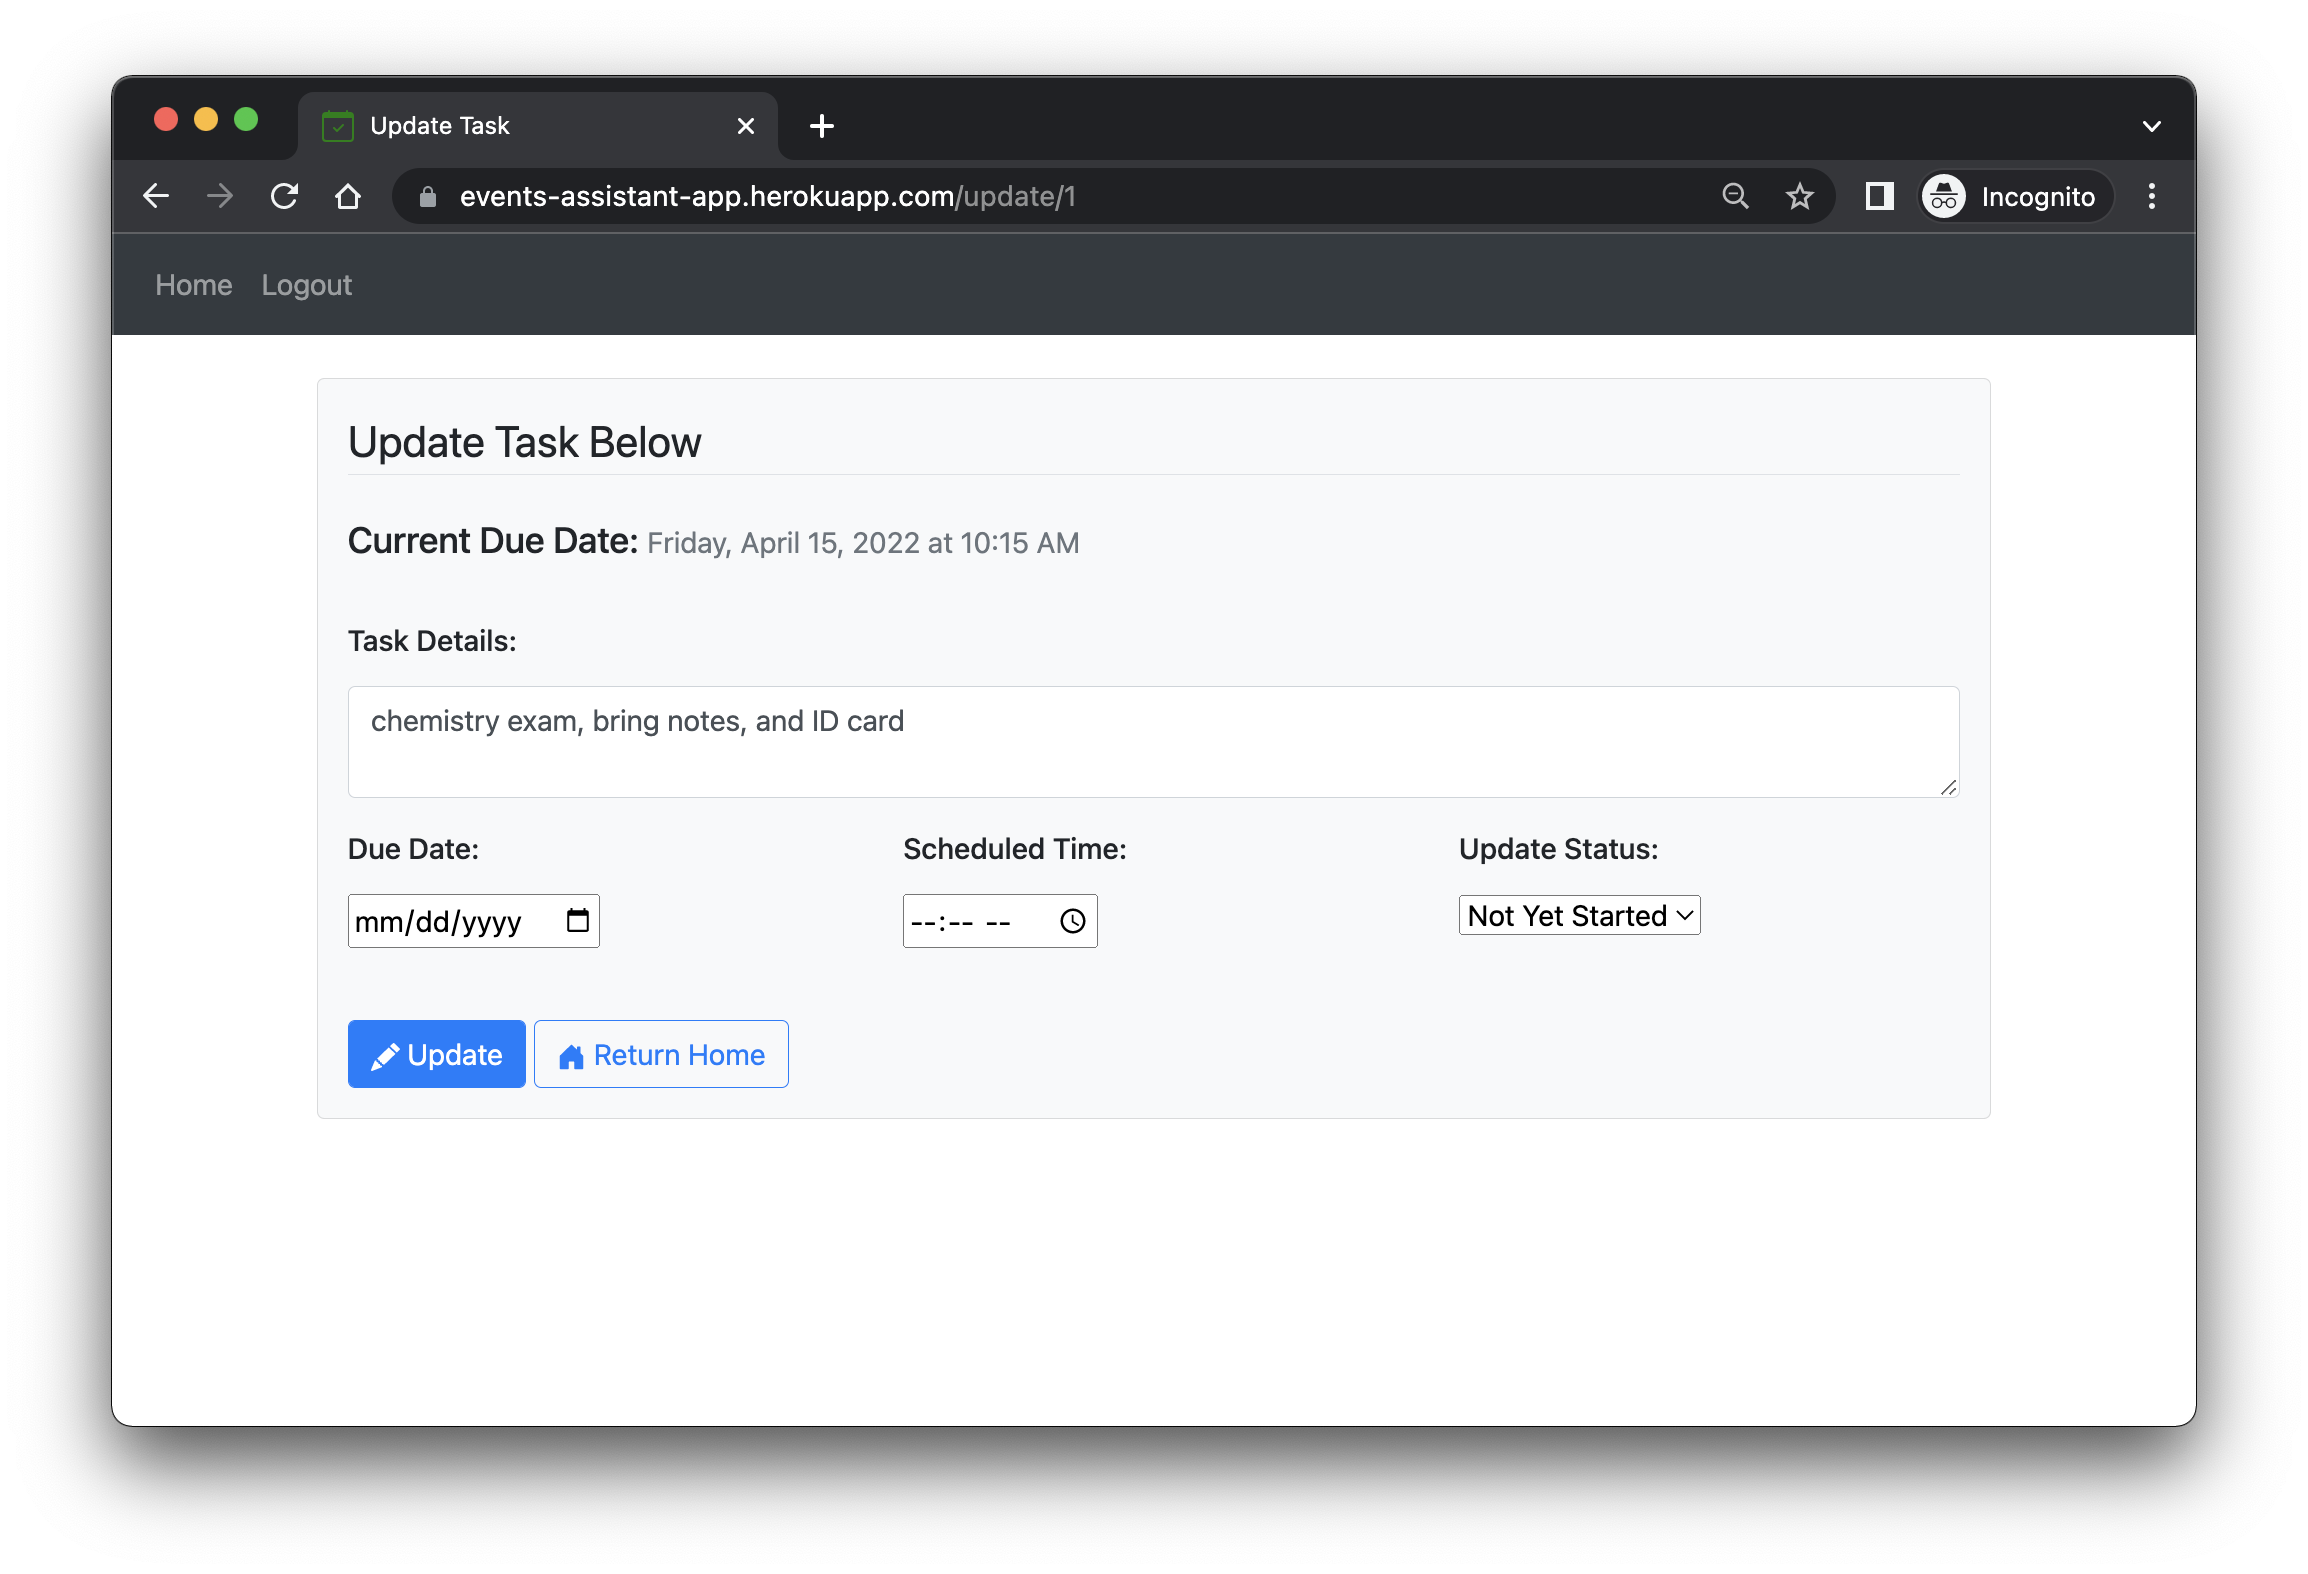 Update Task
events-assistant-app.herokuapp.com/update/1
Incognito
Home Logout
Update Task Below
Current Due Date: Friday, April 15, 2022 at 10:15 AM
Task Details:
chemistry exam, bring notes, and ID card
Due Date: Scheduled Time: Update Status:
mm/dd/yyyy --:-- -- Not Yet Started
Update Return Home